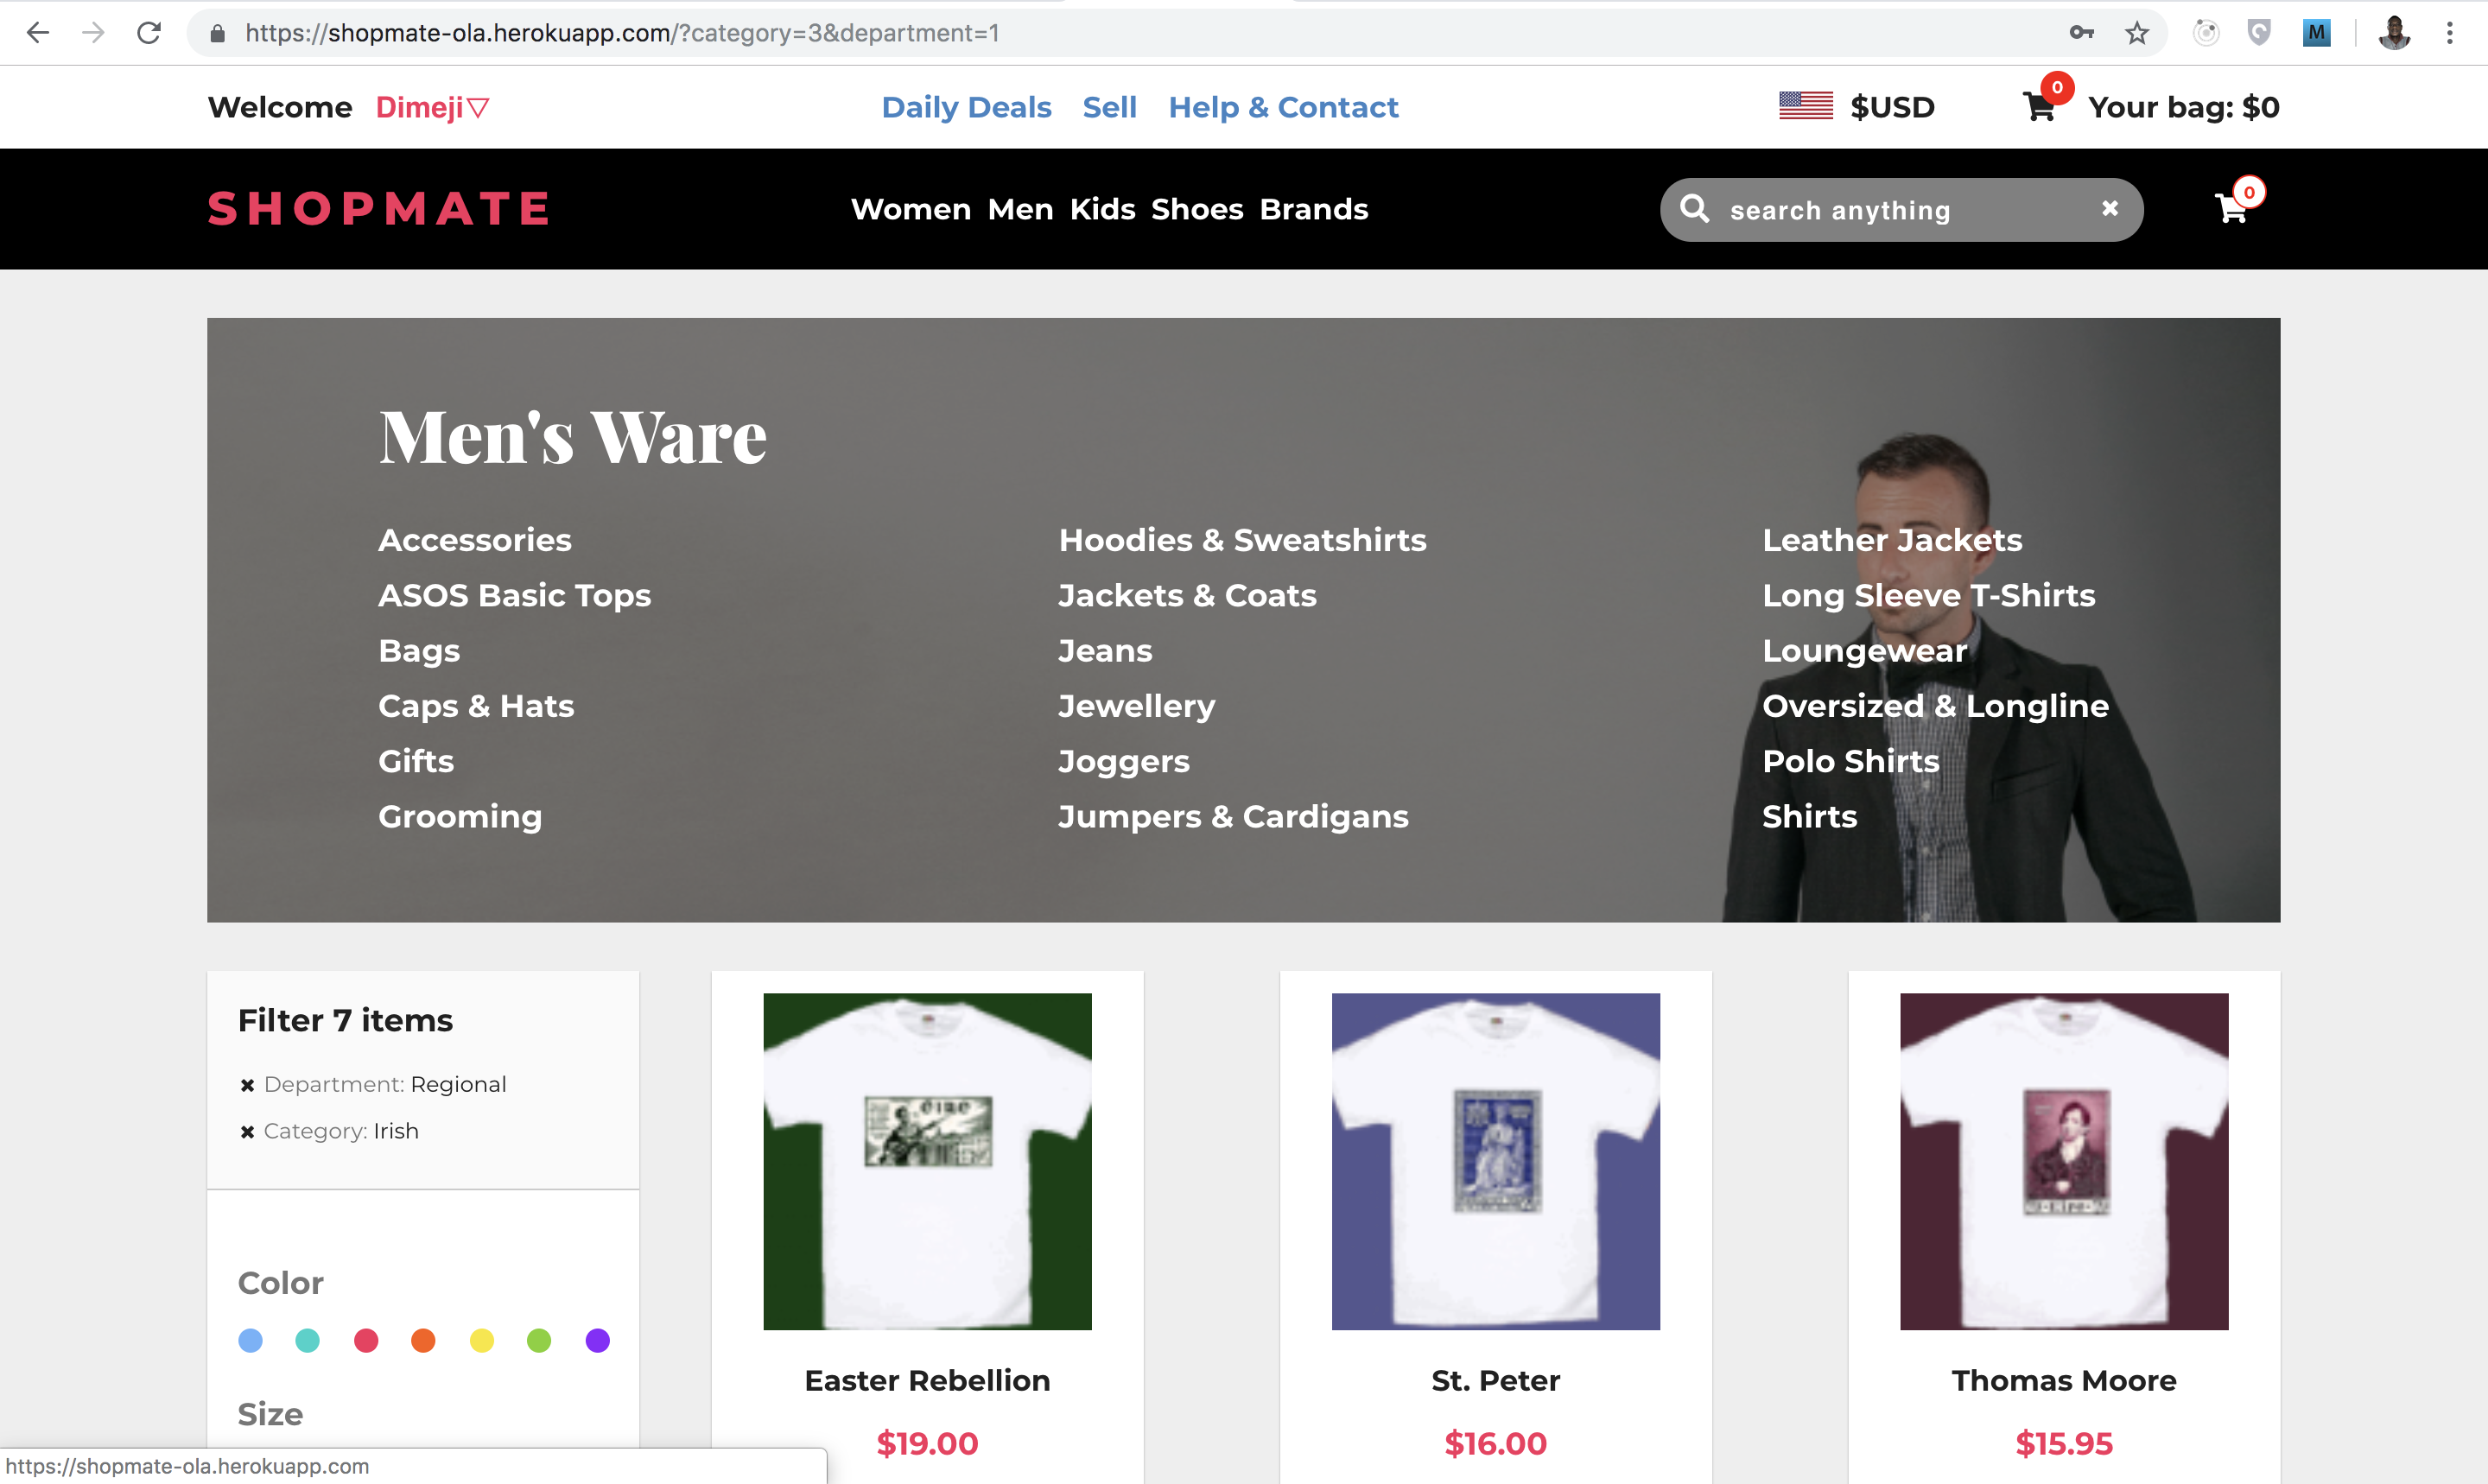 https://shopmate-ola.herokuapp.com/?category=3&department=1
M
Welcome Dimeji▽
Daily Deals Sell Help & Contact
$USD
0
Your bag: $0
SHOPMATE
Women Men Kids Shoes Brands
search anything
0
Men's Ware
Accessories
ASOS Basic Tops
Bags
Caps & Hats
Gifts
Grooming
Hoodies & Sweatshirts
Jackets & Coats
Jeans
Jewellery
Joggers
Jumpers & Cardigans
Leather Jackets
Long Sleeve T-Shirts
Loungewear
Oversized & Longline
Polo Shirts
Shirts
Filter 7 items
Department: Regional
Category: Irish
Color
Size
Easter Rebellion
$19.00
St. Peter
$16.00
Thomas Moore
$15.95
https://shopmate-ola.herokuapp.com